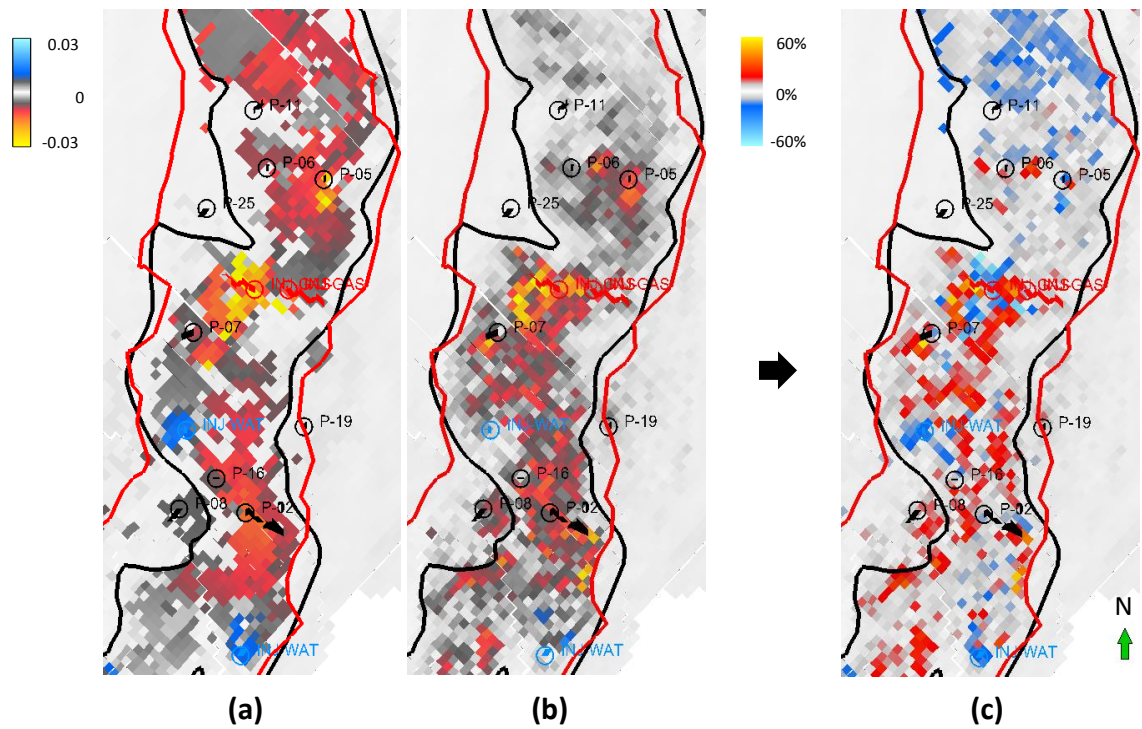 0.03
0
-0.03
P-11
P-06
P-05
P-25
P-07
INJ-WAT
P-19
P-16
P-08
P-02
INJ-WAT
(a)
P-11
P-06
P-05
P-25
P-07
INJ-WAT
P-19
P-16
P-08
P-02
INJ-WAT
(b)
60%
0%
-60%
P-11
P-06
P-05
P-25
P-07
INJ-WAT
P-19
P-16
P-08
P-02
INJ-WAT
N
(c)